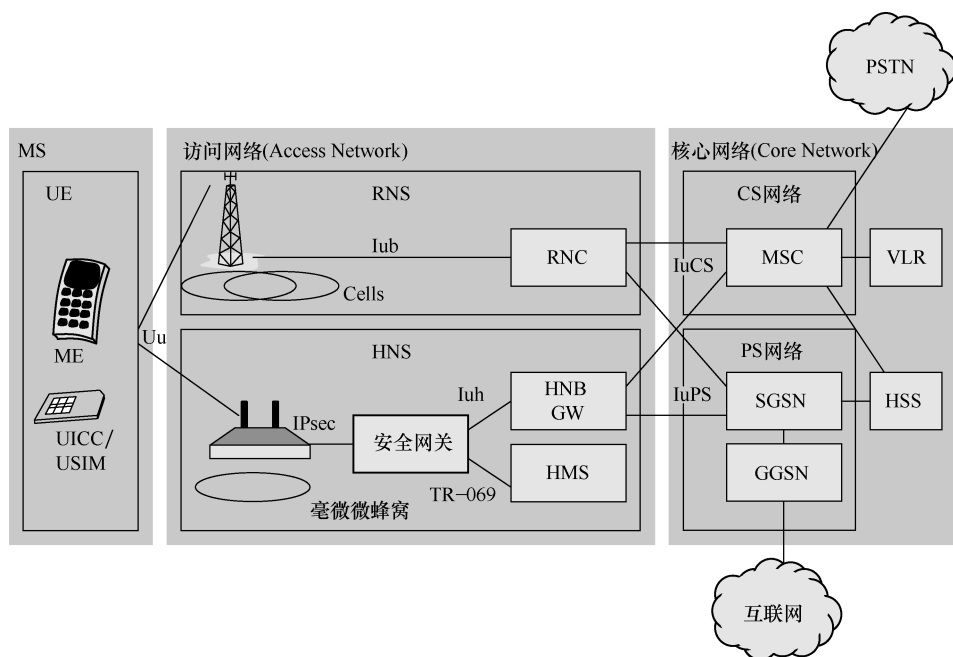 PSTN
MS
访问网络(Access Network)
核心网络(Core Network)
UE
RNS
CS网络
Iub
RNC
IuCS
MSC
VLR
Cells
Uu
ME
HNS
PS网络
Iuh
HNB
GW
IuPS
SGSN
HSS
UICC/
USIM
IPsec
安全网关
HMS
GGSN
TR-069
毫微微蜂窝
互联网